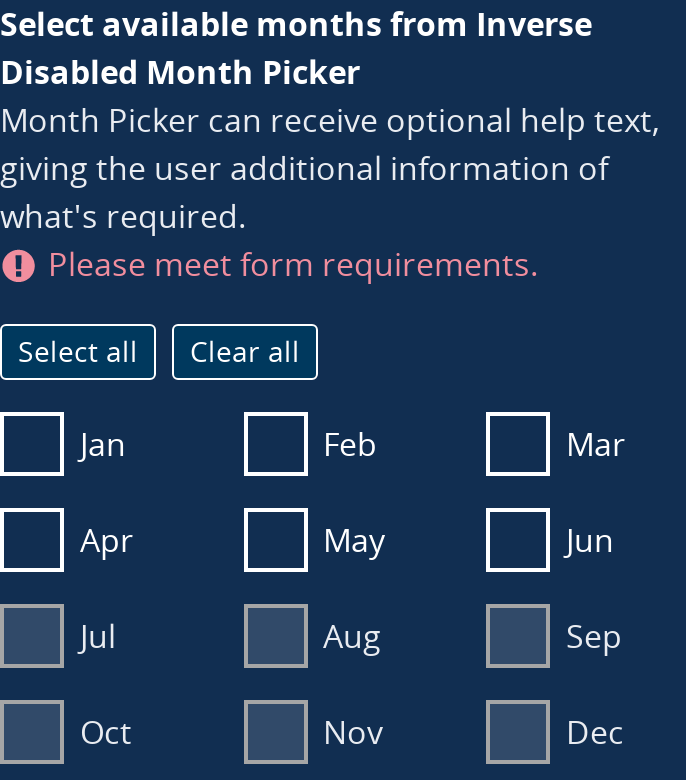 Select available months from Inverse
Disabled Month Picker
Month Picker can receive optional help text,
giving the user additional information of
what's required.
Please meet form requirements.
Select all Clear all
Jan Feb Mar
Apr May Jun
Jul Aug Sep
Oct Nov Dec